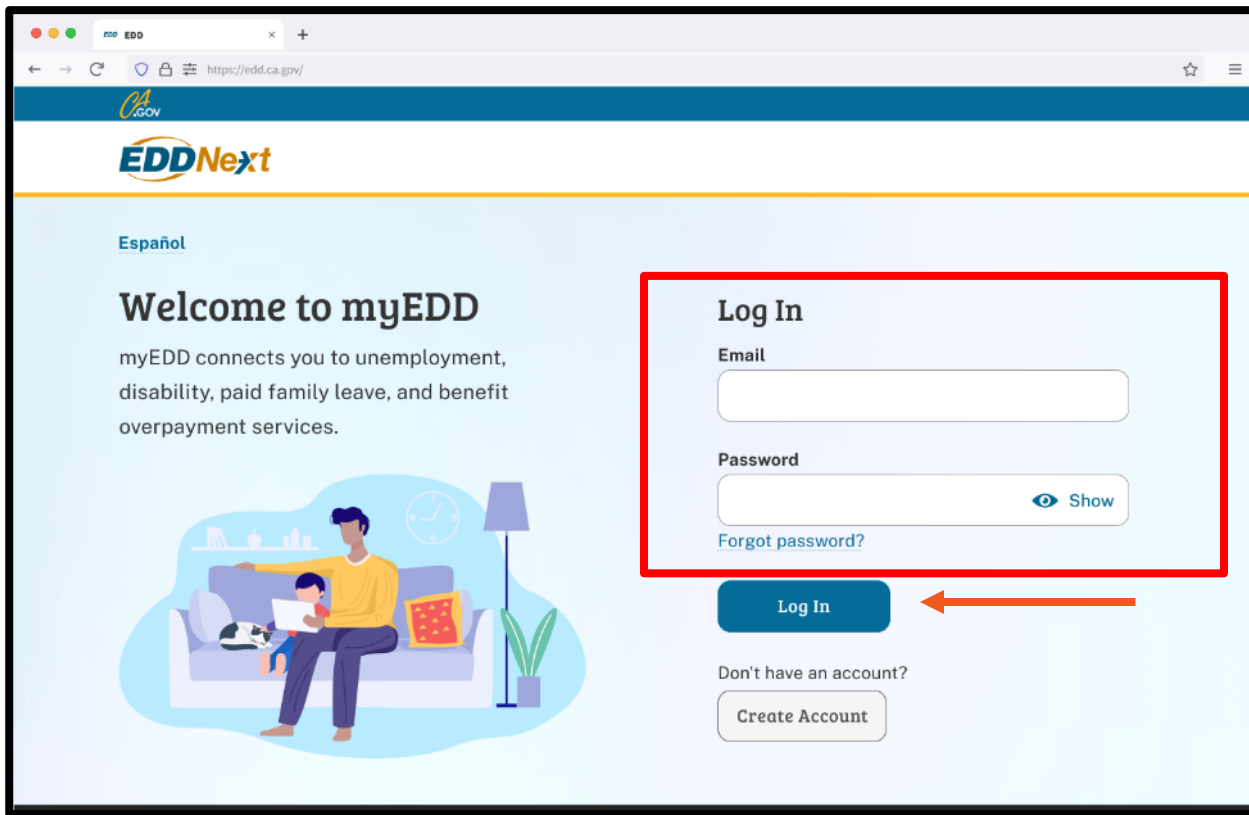 EDD EDD
https://edd.ca.gov/
CA.GOV
EDDNext
Español
Welcome to myEDD
myEDD connects you to unemployment,
disability, paid family leave, and benefit
overpayment services.
Log In
Email
Password
Show
Forgot password?
Log In
Don't have an account?
Create Account